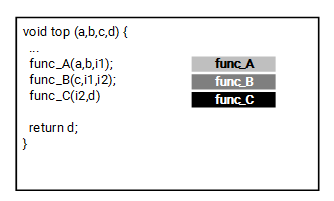 void top (a,b,c,d) {
...
func_A(a,b,i1);
func_B(c,i1,i2);
func_C(i2,d)
return d;
}
func_A
func_B
func_C